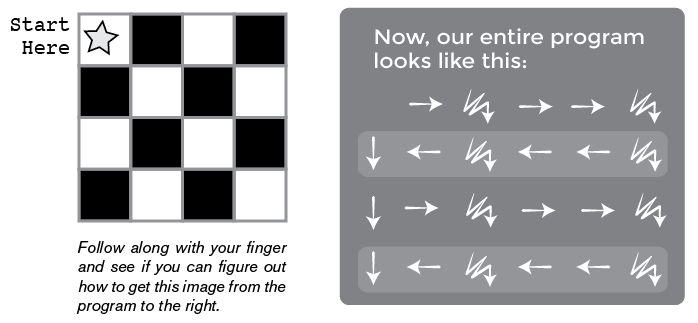 Start
Here
Now, our entire program
looks like this:
Follow along with your finger
and see if you can figure out
how to get this image from the
program to the right.